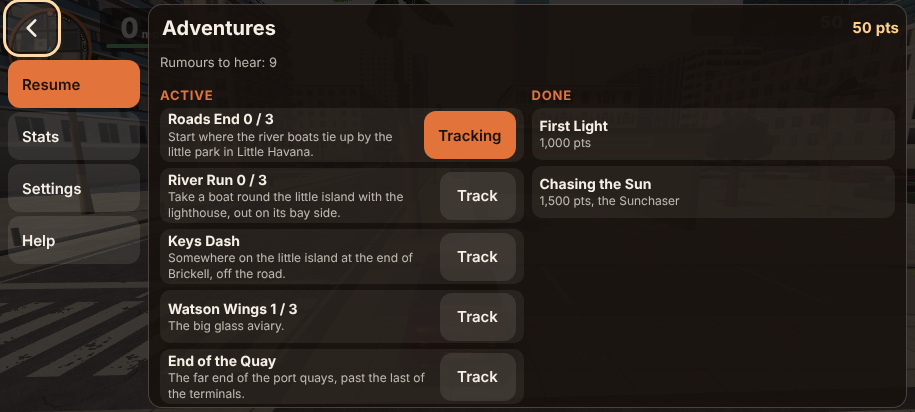 0
Adventures
50 pts
Rumours to hear: 9
Resume
Stats
Settings
Help
ACTIVE
Roads End 0 / 3
Start where the river boats tie up by the
little park in Little Havana.
Tracking
River Run 0 / 3
Take a boat round the little island with the
lighthouse, out on its bay side.
Track
Keys Dash
Somewhere on the little island at the end of
Brickell, off the road.
Track
Watson Wings 1 / 3
The big glass aviary.
Track
End of the Quay
The far end of the port quays, past the last of
the terminals.
Track
DONE
First Light
1,000 pts
Chasing the Sun
1,500 pts, the Sunchaser